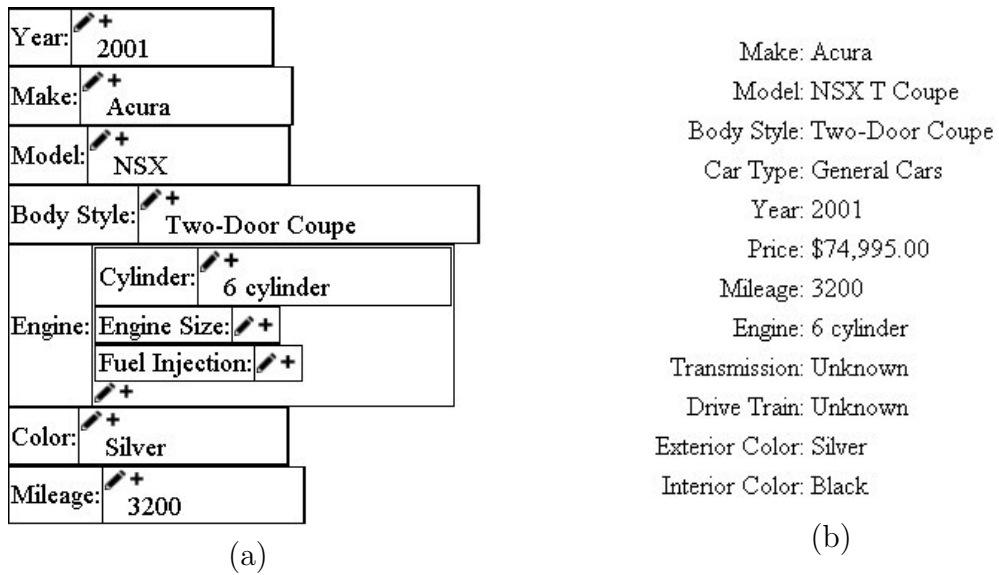 Year: 2001
Make: Acura
Model: NSX
Body Style: Two-Door Coupe
Engine:
Cylinder: 6 cylinder
Engine Size:
Fuel Injection:
Color: Silver
Mileage: 3200
(a)
Make: Acura
Model: NSX T Coupe
Body Style: Two-Door Coupe
Car Type: General Cars
Year: 2001
Price: $74,995.00
Mileage: 3200
Engine: 6 cylinder
Transmission: Unknown
Drive Train: Unknown
Exterior Color: Silver
Interior Color: Black
(b)